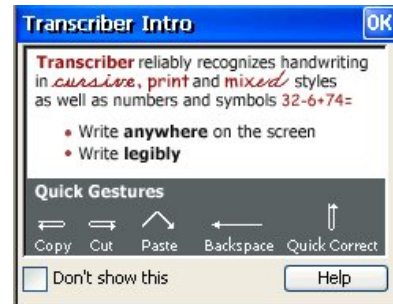 Transcriber Intro OK
Transcriber reliably recognizes handwriting
in cursive, print and mixed styles
as well as numbers and symbols 32-6+74=
• Write anywhere on the screen
• Write legibly
Quick Gestures
Copy Cut Paste Backspace Quick Correct
Don't show this Help